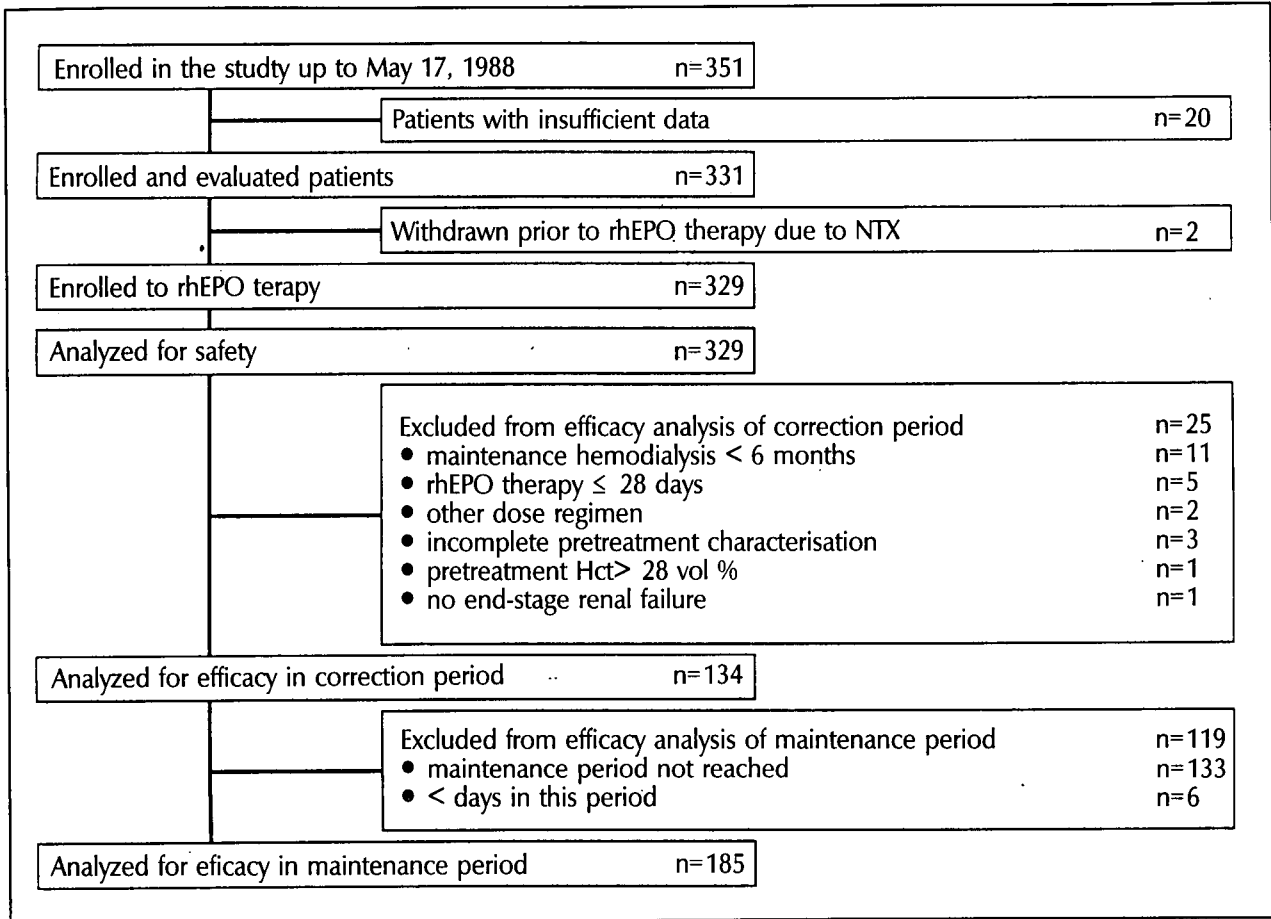 Enrolled in the studty up to May 17, 1988 n=351
Patients with insufficient data n=20
Enrolled and evaluated patients n=331
Withdrawn prior to rhEPO therapy due to NTX n=2
Enrolled to rhEPO terapy n=329
Analyzed for safety n=329
Excluded from efficacy analysis of correction period n=25
• maintenance hemodialysis < 6 months n=11
• rhEPO therapy ≤ 28 days n=5
• other dose regimen n=2
• incomplete pretreatment characterisation n=3
• pretreatment Hct> 28 vol % n=1
• no end-stage renal failure n=1
Analyzed for efficacy in correction period n=134
Excluded from efficacy analysis of maintenance period n=119
• maintenance period not reached n=133
• < days in this period n=6
Analyzed for eficacy in maintenance period n=185